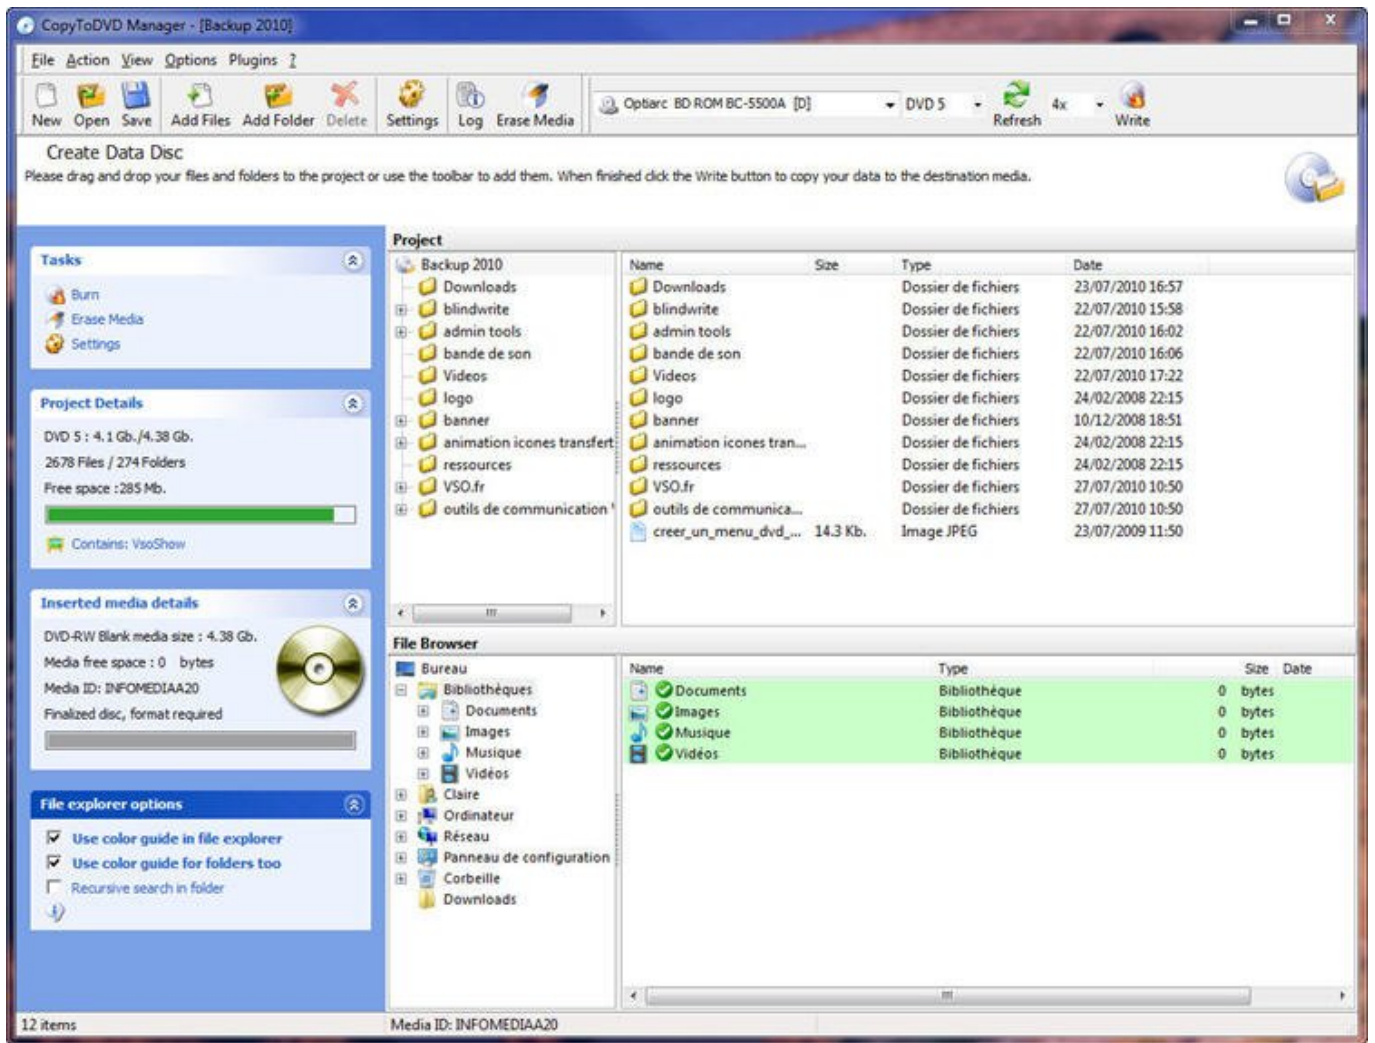 CopyToDVD Manager - [Backup 2010]
File Action View Options Plugins ?
New Open Save Add Files Add Folder Delete Settings Log Erase Media Optiarc BD ROM BC-5500A [D] DVD 5 Refresh 4x Write
Create Data Disc
Please drag and drop your files and folders to the project or use the toolbar to add them. When finished click the Write button to copy your data to the destination media.
Tasks
Burn
Erase Media
Settings
Project Details
DVD 5 : 4.1 Gb./4.38 Gb.
2678 Files / 274 Folders
Free space :285 Mb.
Contains: VsoShow
Inserted media details
DVD-RW Blank media size : 4.38 Gb.
Media free space : 0 bytes
Media ID: INFOMEDIAA20
Finalized disc, format required
File explorer options
Use color guide in file explorer
Use color guide for folders too
Recursive search in folder
Project
Backup 2010
Downloads
blindwrite
admin tools
bande de son
Videos
logo
banner
animation icones transfert
ressources
VSO.fr
outils de communication
Name Size Type Date
Downloads Dossier de fichiers 23/07/2010 16:57
blindwrite Dossier de fichiers 22/07/2010 15:58
admin tools Dossier de fichiers 22/07/2010 16:02
bande de son Dossier de fichiers 22/07/2010 16:06
Videos Dossier de fichiers 22/07/2010 17:22
logo Dossier de fichiers 24/02/2008 22:15
banner Dossier de fichiers 10/12/2008 18:51
animation icones tran... Dossier de fichiers 24/02/2008 22:15
ressources Dossier de fichiers 24/02/2008 22:15
VSO.fr Dossier de fichiers 27/07/2010 10:50
outils de communica... Dossier de fichiers 27/07/2010 10:50
creer_un_menu_dvd_... 14.3 Kb. Image JPEG 23/07/2009 11:50
File Browser
Bureau
Bibliothèques
Documents
Images
Musique
Vidéos
Claire
Ordinateur
Réseau
Panneau de configuration
Corbeille
Downloads
Name Type Size Date
Documents Bibliothèque 0 bytes
Images Bibliothèque 0 bytes
Musique Bibliothèque 0 bytes
Vidéos Bibliothèque 0 bytes
12 items
Media ID: INFOMEDIAA20